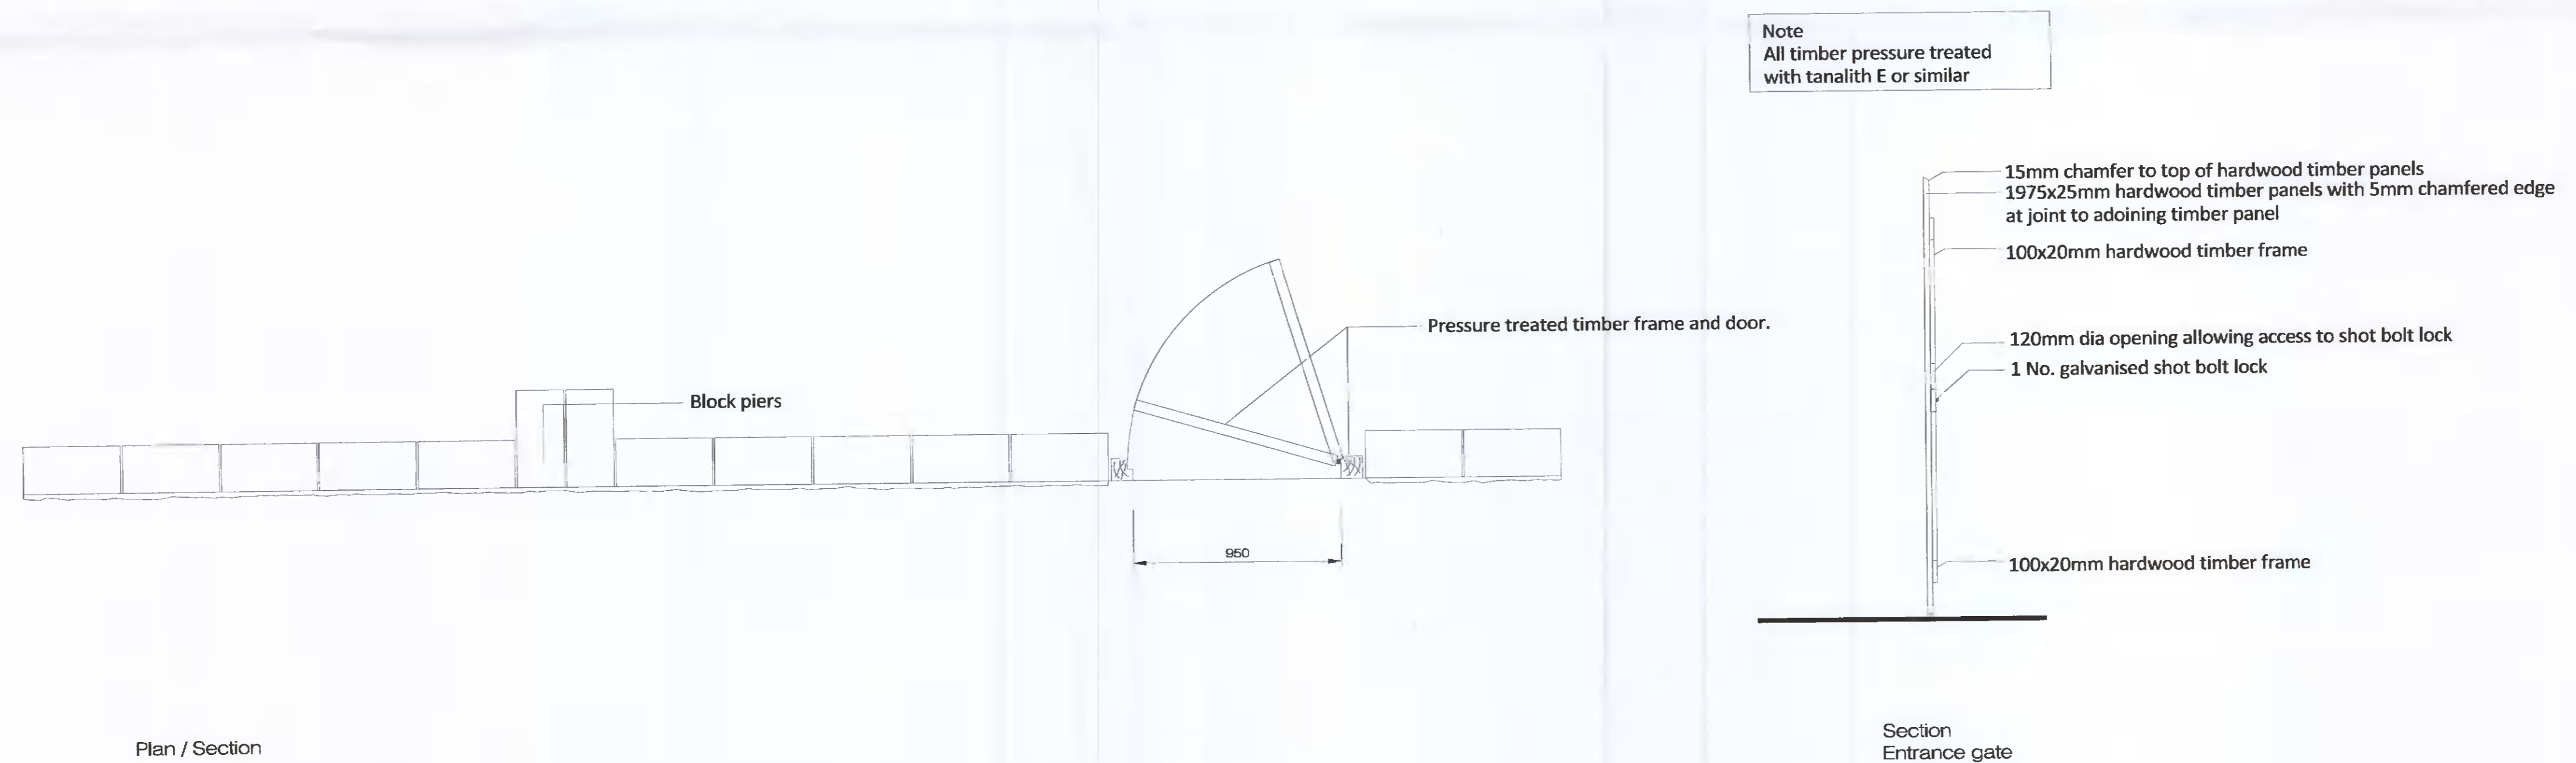 Note
All timber pressure treated
with tanalith E or similar
15mm chamfer to top of hardwood timber panels
1975x25mm hardwood timber panels with 5mm chamfered edge
at joint to adoining timber panel
100x20mm hardwood timber frame
Pressure treated timber frame and door.
120mm dia opening allowing access to shot bolt lock
1 No. galvanised shot bolt lock
Block piers
950
100x20mm hardwood timber frame
Plan / Section
Section
Entrance gate